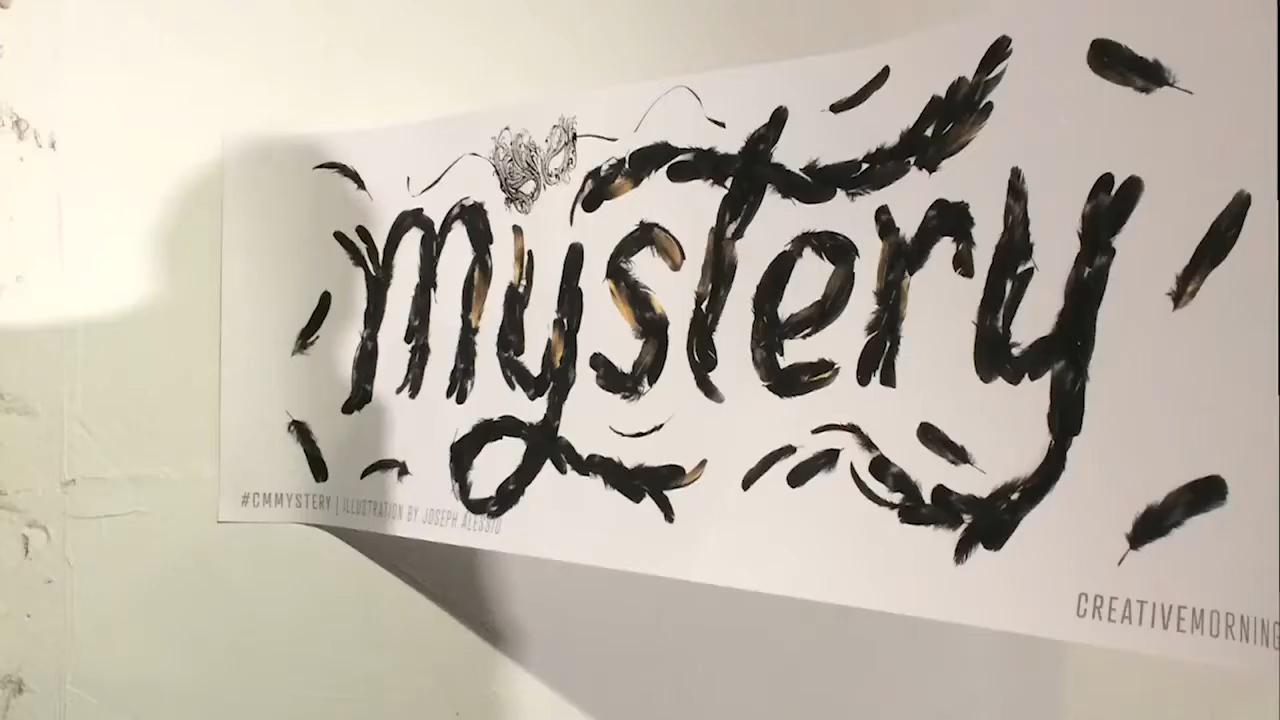 mystery
#CMMYSTERY | ILLUSTRATION BY JOSEPH ALESSIO
CREATIVEMORNING